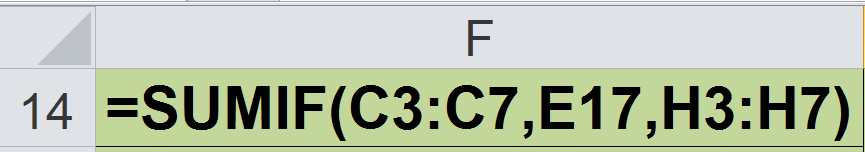 F
14 =SUMIF(C3:C7,E17,H3:H7)